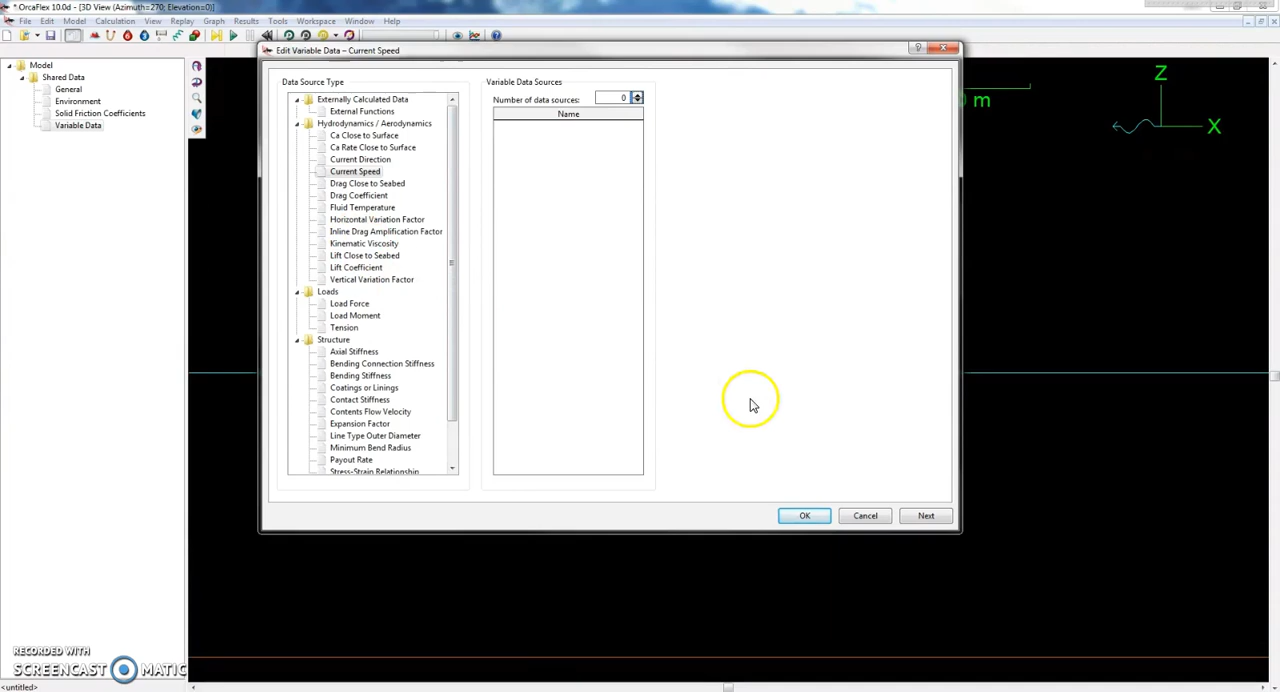 *.OrcaFlex 10.0d - [3D View (Azimuth=270; Elevation=0)]
File Edit Model Calculation View Replay Graph Results Tools Workspace Window Help
Edit Variable Data – Current Speed
Model
Shared Data
General
Environment
Solid Friction Coefficients
Variable Data
Data Source Type
Externally Calculated Data
External Functions
Hydrodynamics / Aerodynamics
Ca Close to Surface
Ca Rate Close to Surface
Current Direction
Current Speed
Drag Close to Seabed
Drag Coefficient
Fluid Temperature
Horizontal Variation Factor
Inline Drag Amplification Factor
Kinematic Viscosity
Lift Close to Seabed
Lift Coefficient
Vertical Variation Factor
Loads
Load Force
Load Moment
Tension
Structure
Axial Stiffness
Bending Connection Stiffness
Bending Stiffness
Coatings or Linings
Contact Stiffness
Contents Flow Velocity
Expansion Factor
Line Type Outer Diameter
Minimum Bend Radius
Payout Rate
Stress-Strain Relationship
Variable Data Sources
Number of data sources: 0
Name
OK Cancel Next
m
Z
X
RECORDED WITH
SCREENCAST MATIC
<untitled>